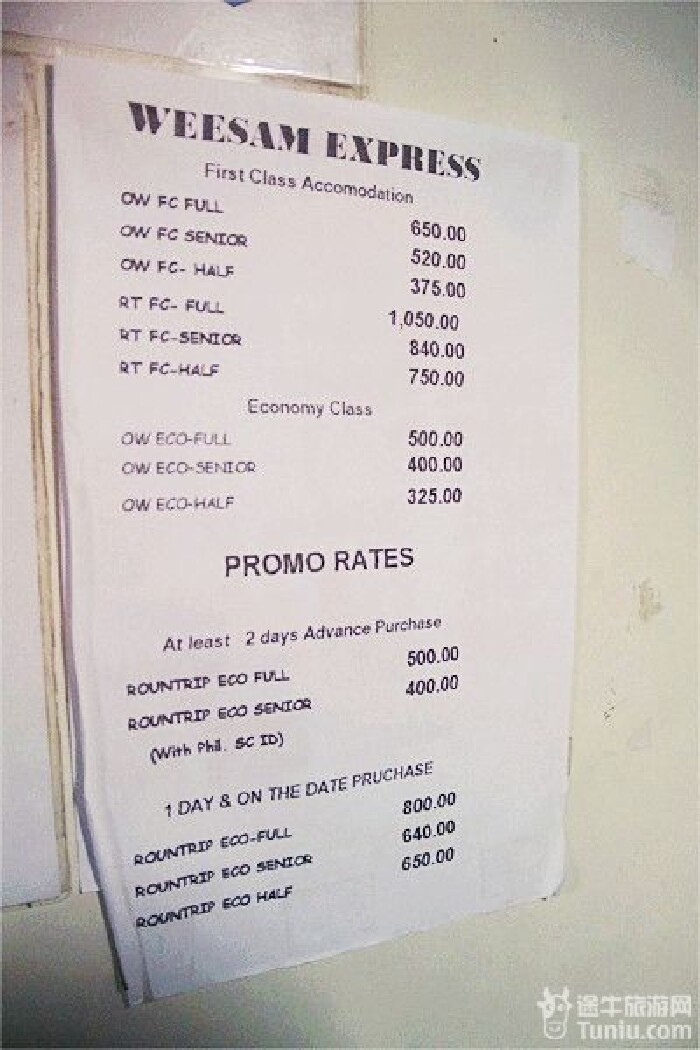 WEESAM EXPRESS
First Class Accomodation
OW FC FULL 650.00
OW FC SENIOR 520.00
OW FC- HALF 375.00
RT FC- FULL 1,050.00
RT FC-SENIOR 840.00
RT FC-HALF 750.00
Economy Class
OW ECO-FULL 500.00
OW ECO-SENIOR 400.00
OW ECO-HALF 325.00
PROMO RATES
At least 2 days Advance Purchase
ROUNTRIP ECO FULL 500.00
ROUNTRIP ECO SENIOR 400.00
(With Phil. SC ID)
1 DAY & ON THE DATE PRUCHASE
ROUNTRIP ECO-FULL 800.00
ROUNTRIP ECO SENIOR 640.00
ROUNTRIP ECO HALF 650.00
途牛旅游网
Tuniu.com